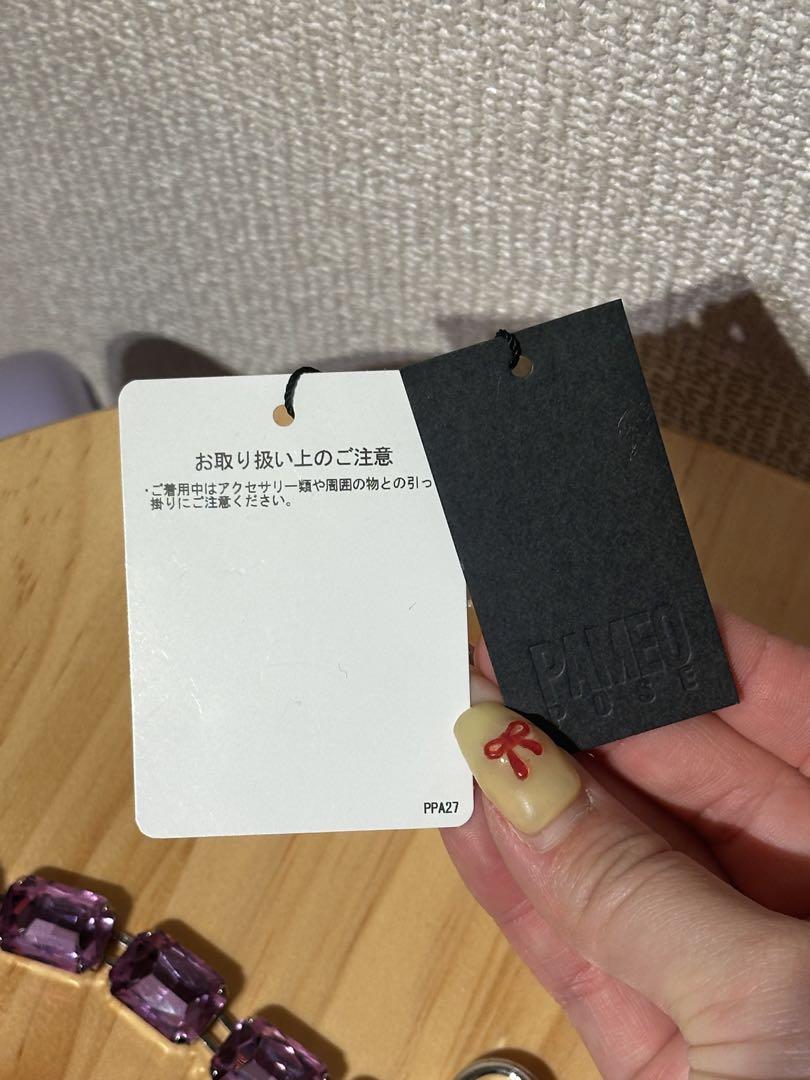 お取り扱い上のご注意
・ご着用中はアクセサリー類や周囲の物との引っ
掛りにご注意ください。
PPA27
PAMEO
POSE